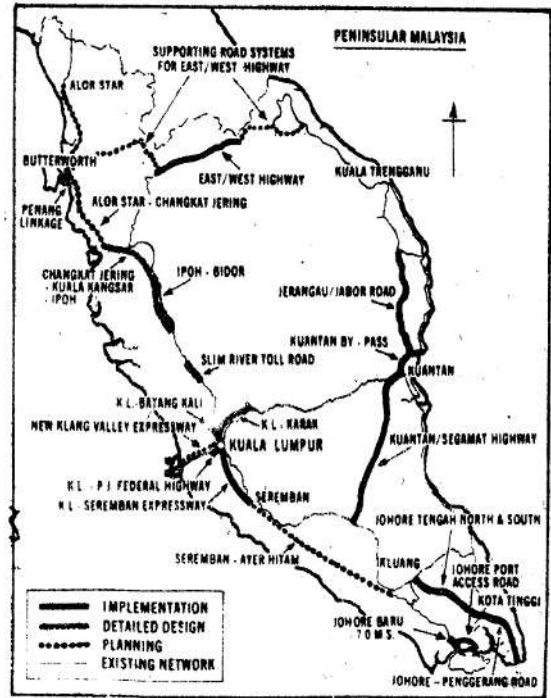 PENINSULAR MALAYSIA
SUPPORTING ROAD SYSTEMS
FOR EAST/WEST HIGHWAY
ALOR STAR
BUTTERWORTH
PENANG
LINKAGE
EAST/WEST HIGHWAY
KUALA TRENGGANU
ALOR STAR - CHANGKAT JERING
CHANGKAT JERING
- KUALA KANGSAR
- IPOH
IPOH - BIDOR
JERANGAU/JABOR ROAD
KUANTAN BY - PASS
KUANTAN
SLIM RIVER TOLL ROAD
K.L. - BATANG KALI
K.L. - KARAK
NEW KLANG VALLEY EXPRESSWAY
KUALA LUMPUR
KUANTAN/SEGAMAT HIGHWAY
K.L. - P.J. FEDERAL HIGHWAY
K.L. - SEREMBAN EXPRESSWAY
SEREMBAN
JOHORE TENGAH NORTH & SOUTH
SEREMBAN - AYER HITAM
KLUANG
JOHORE PORT
ACCESS ROAD
KOTA TINGGI
JOHORE BARU
7.0 M.S.
JOHORE - PENGGERANG ROAD
IMPLEMENTATION
DETAILED DESIGN
PLANNING
EXISTING NETWORK